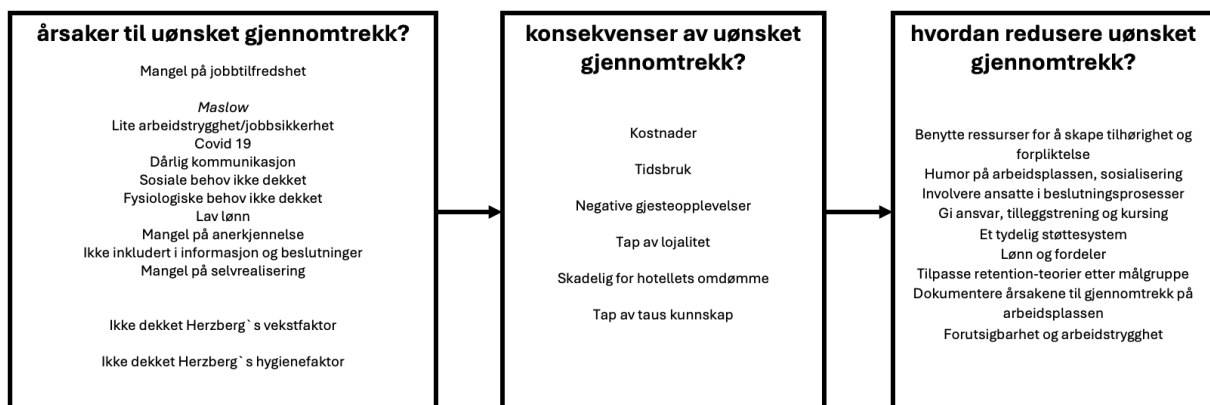 årsaker til uønsket gjennomtrekk?
Mangel på jobbtilfredshet
Maslow
Lite arbeidstrygghet/jobbsikkerhet
Covid 19
Dårlig kommunikasjon
Sosiale behov ikke dekket
Fysiologiske behov ikke dekket
Lav lønn
Mangel på anerkjennelse
Ikke inkludert i informasjon og beslutninger
Mangel på selvrealisering
Ikke dekket Herzberg`s vekstfaktor
Ikke dekket Herzberg`s hygienefaktor
konsekvenser av uønsket
gjennomtrekk?
Kostnader
Tidsbruk
Negative gjesteopplevelser
Tap av lojalitet
Skadelig for hotellets omdømme
Tap av taus kunnskap
hvordan redusere uønsket
gjennomtrekk?
Benytte ressurser for å skape tilhørighet og
forpliktelse
Humor på arbeidsplassen, sosialisering
Involvere ansatte i beslutningsprosesser
Gi ansvar, tilleggstrening og kursing
Et tydelig støttesystem
Lønn og fordeler
Tilpasse retention-teorier etter målgruppe
Dokumentere årsakene til gjennomtrekk på
arbeidsplassen
Forutsigbarhet og arbeidstrygghet